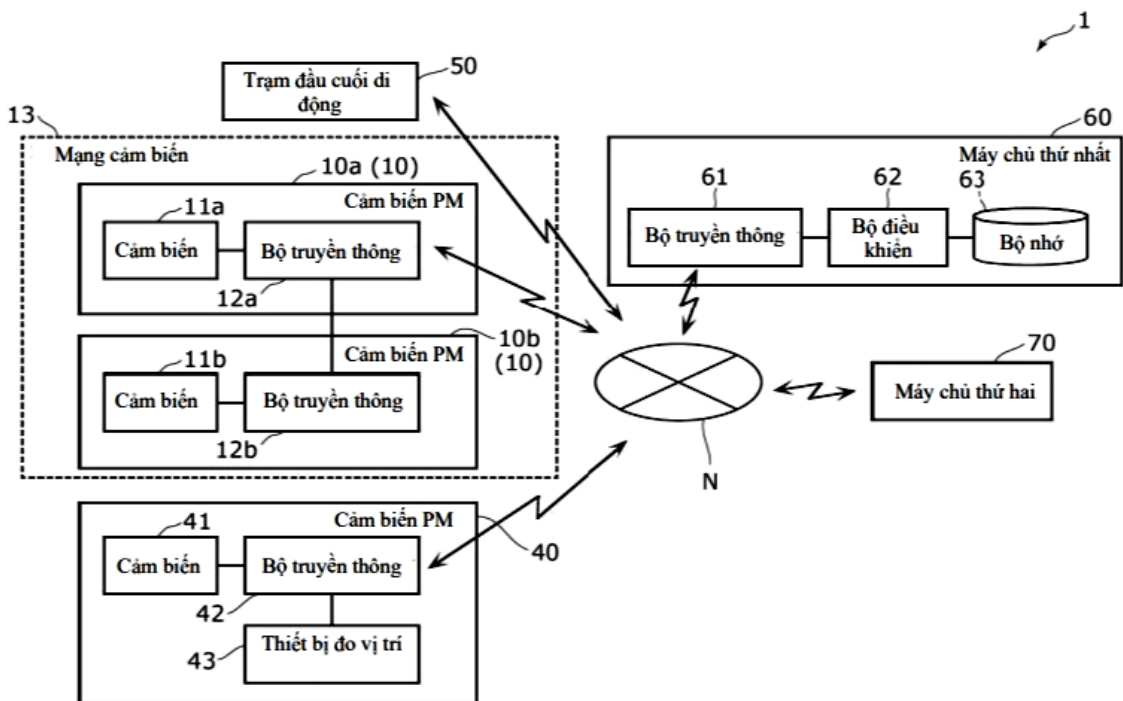 1
50
Trạm đầu cuối di
động
13
Mạng cảm biến
10a (10)
Cảm biến PM
11a
Cảm biến
Bộ truyền thông
12a
10b
(10)
Cảm biến PM
11b
Cảm biến
Bộ truyền thông
12b
60
Máy chủ thứ nhất
61
62
63
Bộ truyền thông
Bộ điều
khiển
Bộ nhớ
70
Máy chủ thứ hai
N
Cảm biến PM
40
41
Cảm biến
Bộ truyền thông
42
43
Thiết bị đo vị trí